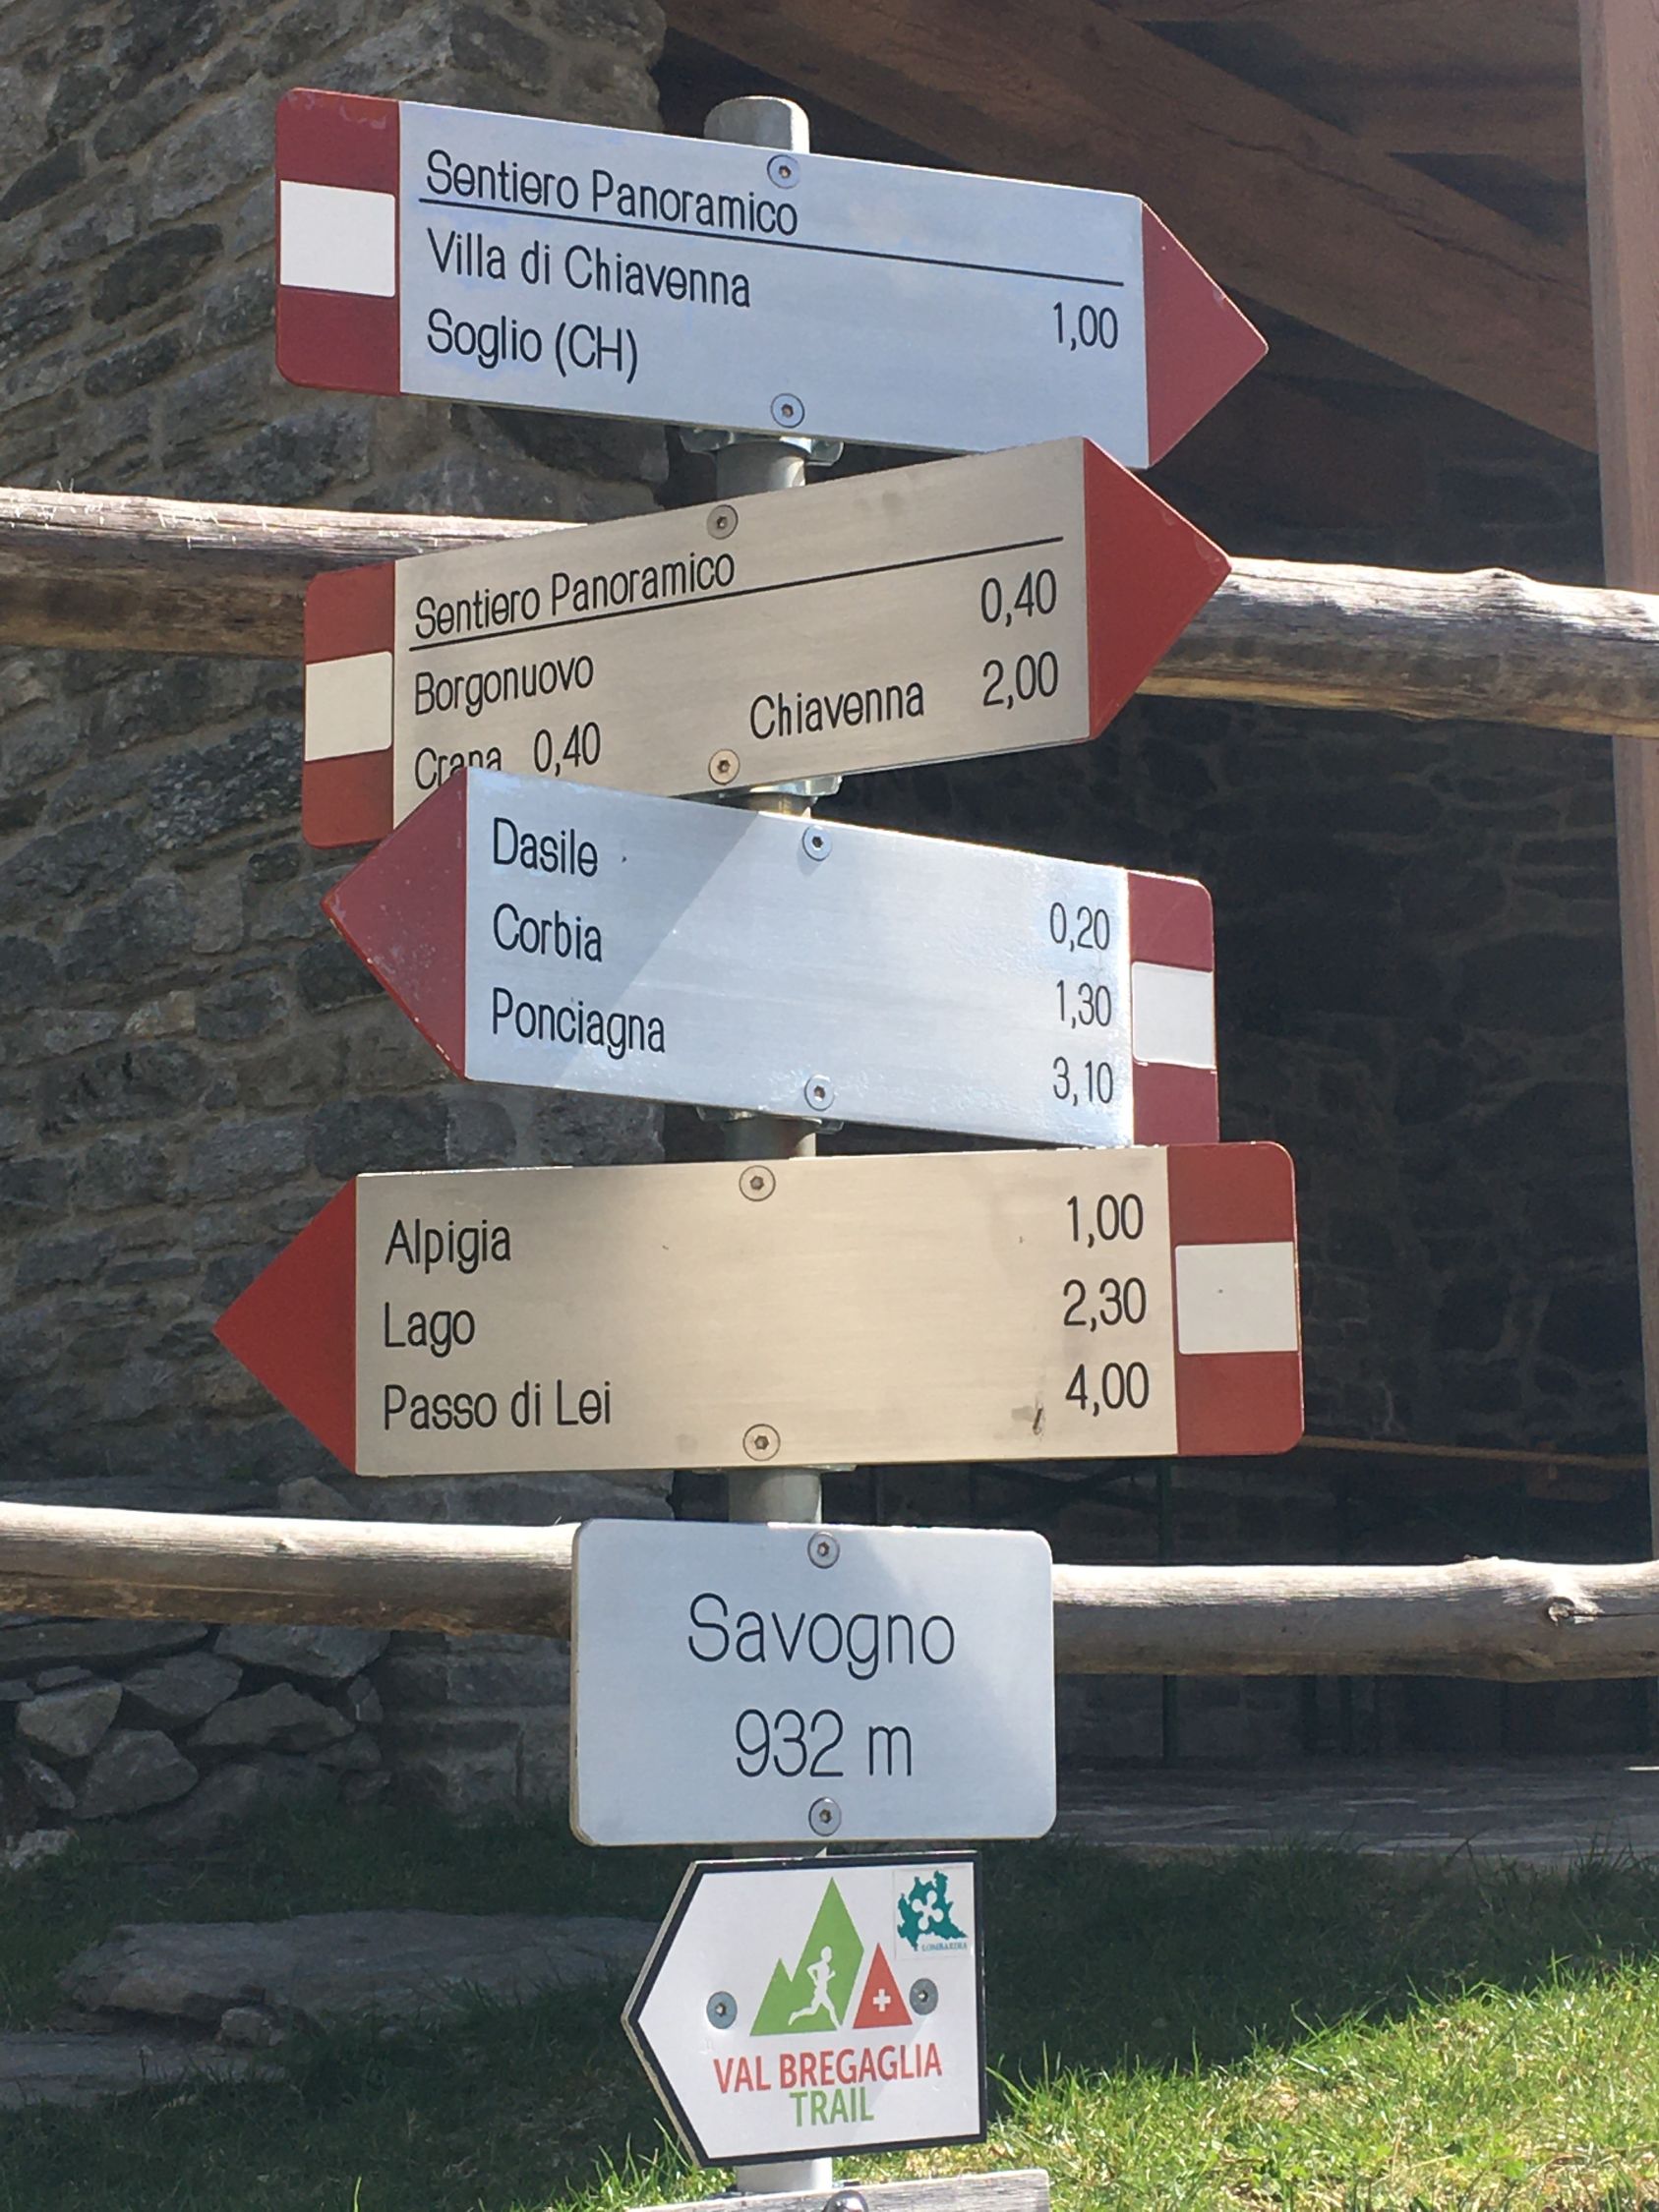 Sentiero Panoramico
Villa di Chiavenna 1,00
Soglio (CH)
Sentiero Panoramico
Borgonuovo 0,40
Crana 0,40 Chiavenna 2,00
Dasile 0,20
Corbia 1,30
Ponciagna 3,10
Alpigia 1,00
Lago 2,30
Passo di Lei 4,00
Savogno
932 m
LOMBARDIA
VAL BREGAGLIA
TRAIL